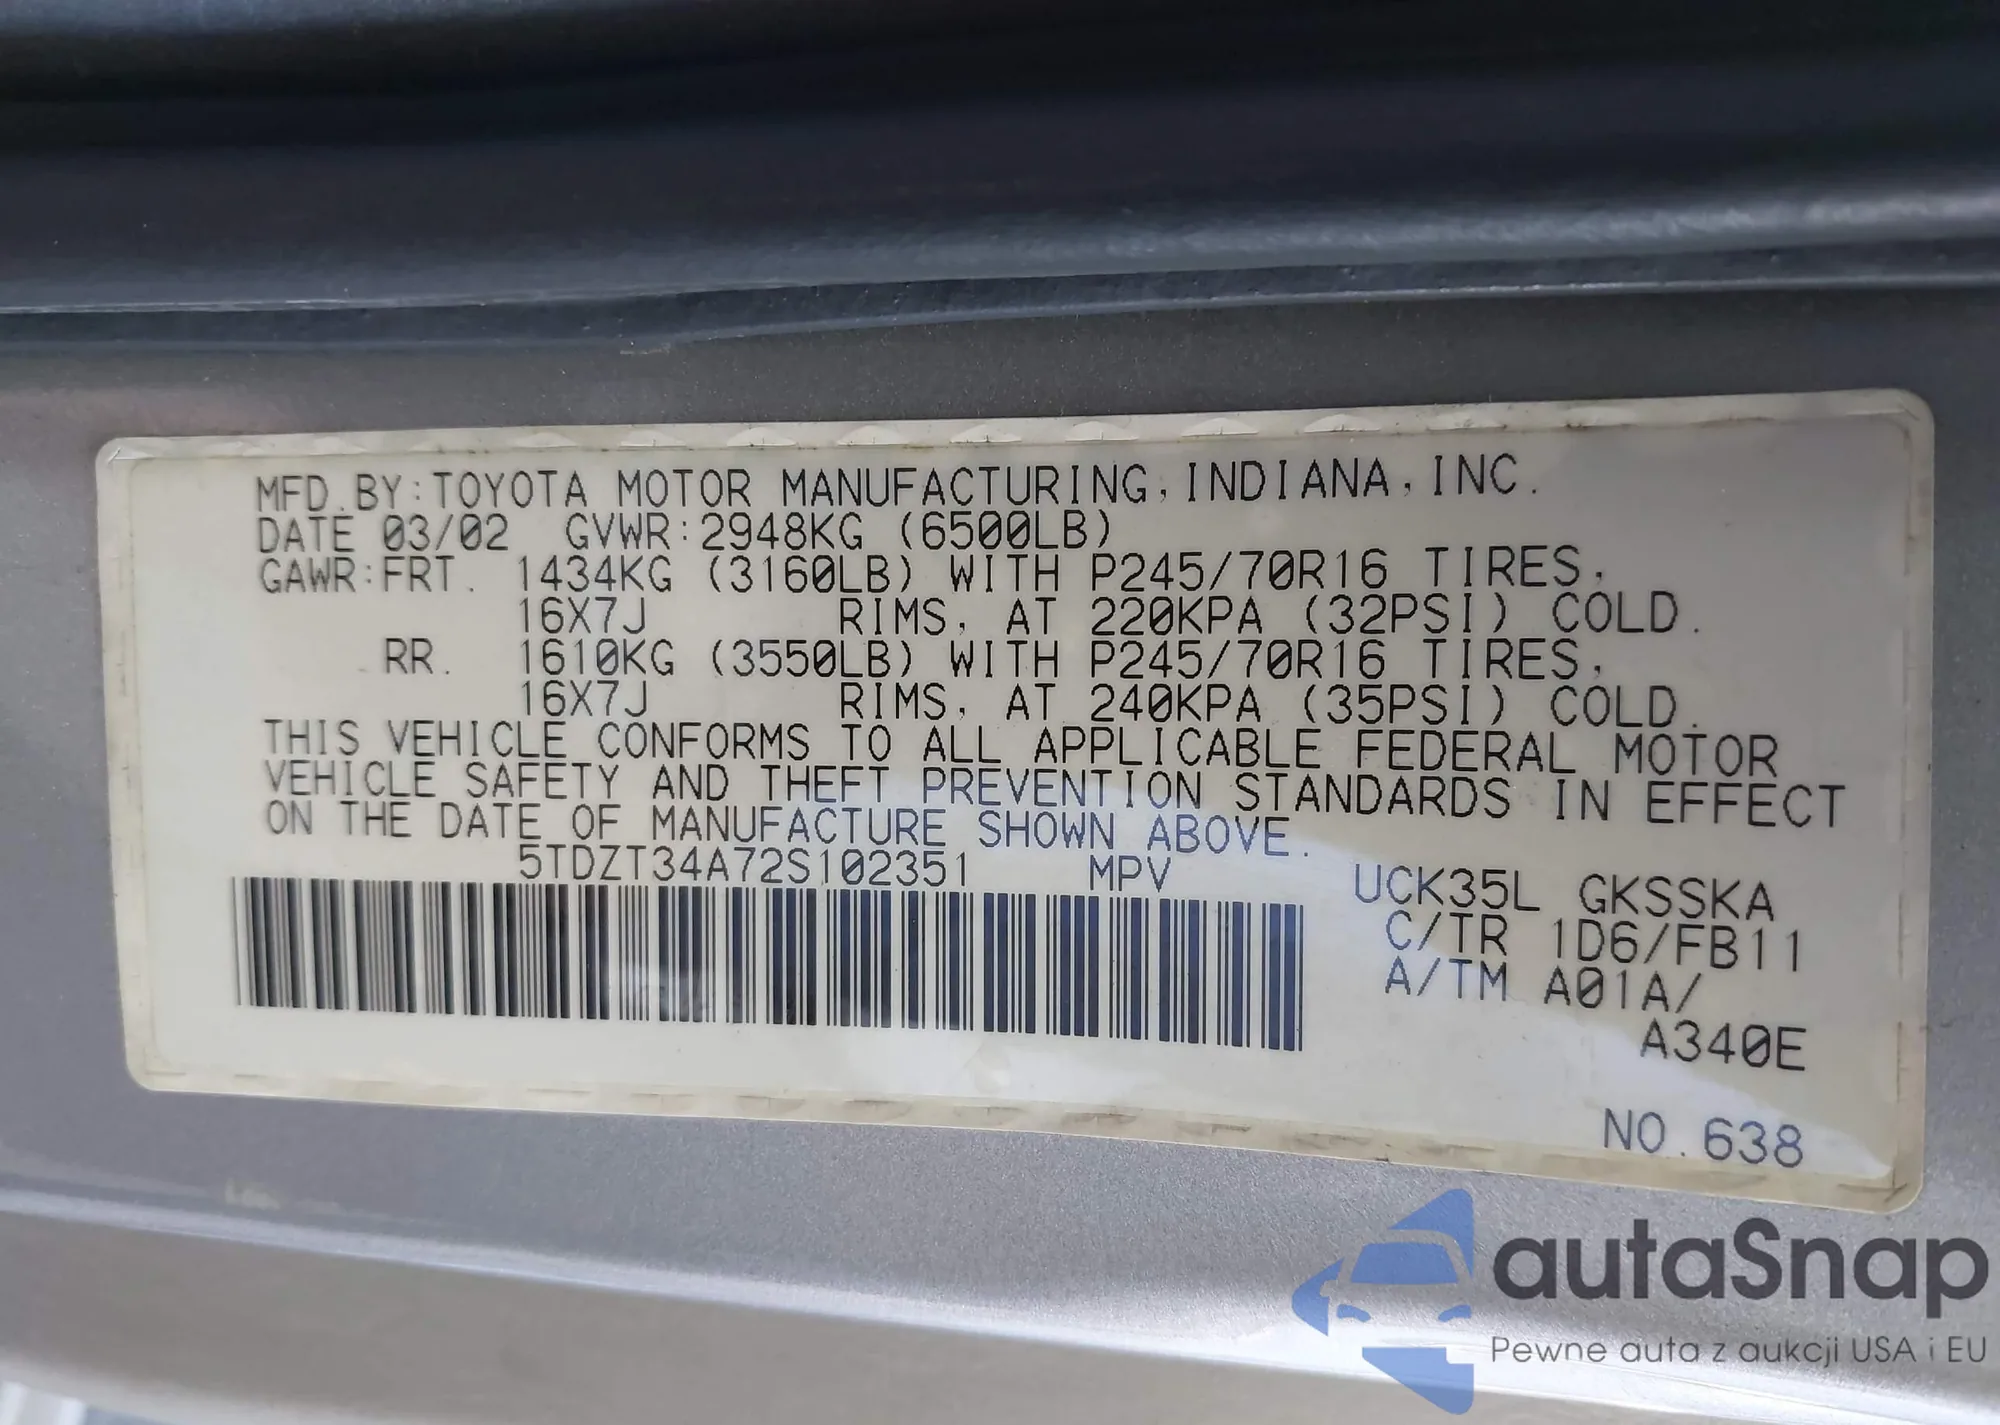 MFD.BY:TOYOTA MOTOR MANUFACTURING,INDIANA,INC.
DATE 03/02 GVWR:2948KG (6500LB)
GAWR:FRT. 1434KG (3160LB) WITH P245/70R16 TIRES,
16X7J RIMS, AT 220KPA (32PSI) COLD.
RR. 1610KG (3550LB) WITH P245/70R16 TIRES,
16X7J RIMS, AT 240KPA (35PSI) COLD.
THIS VEHICLE CONFORMS TO ALL APPLICABLE FEDERAL MOTOR
VEHICLE SAFETY AND THEFT PREVENTION STANDARDS IN EFFECT
ON THE DATE OF MANUFACTURE SHOWN ABOVE.
5TDZT34A72S102351 MPV
UCK35L GKSSKA
C/TR 1D6/FB11
A/TM A01A/
A340E
NO.638
autaSnap
Pewne auta z aukcji USA i EU